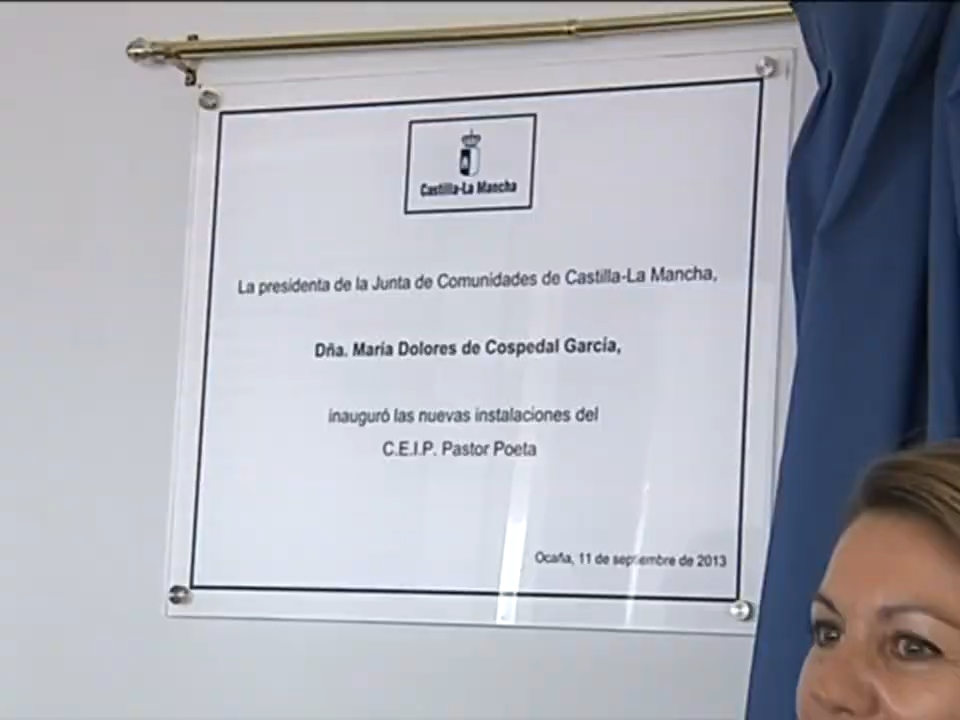 Castilla-La Mancha
La presidenta de la Junta de Comunidades de Castilla-La Mancha,
Dña. María Dolores de Cospedal García,
inauguró las nuevas instalaciones del
C.E.I.P. Pastor Poeta
Ocaña, 11 de septiembre de 2013